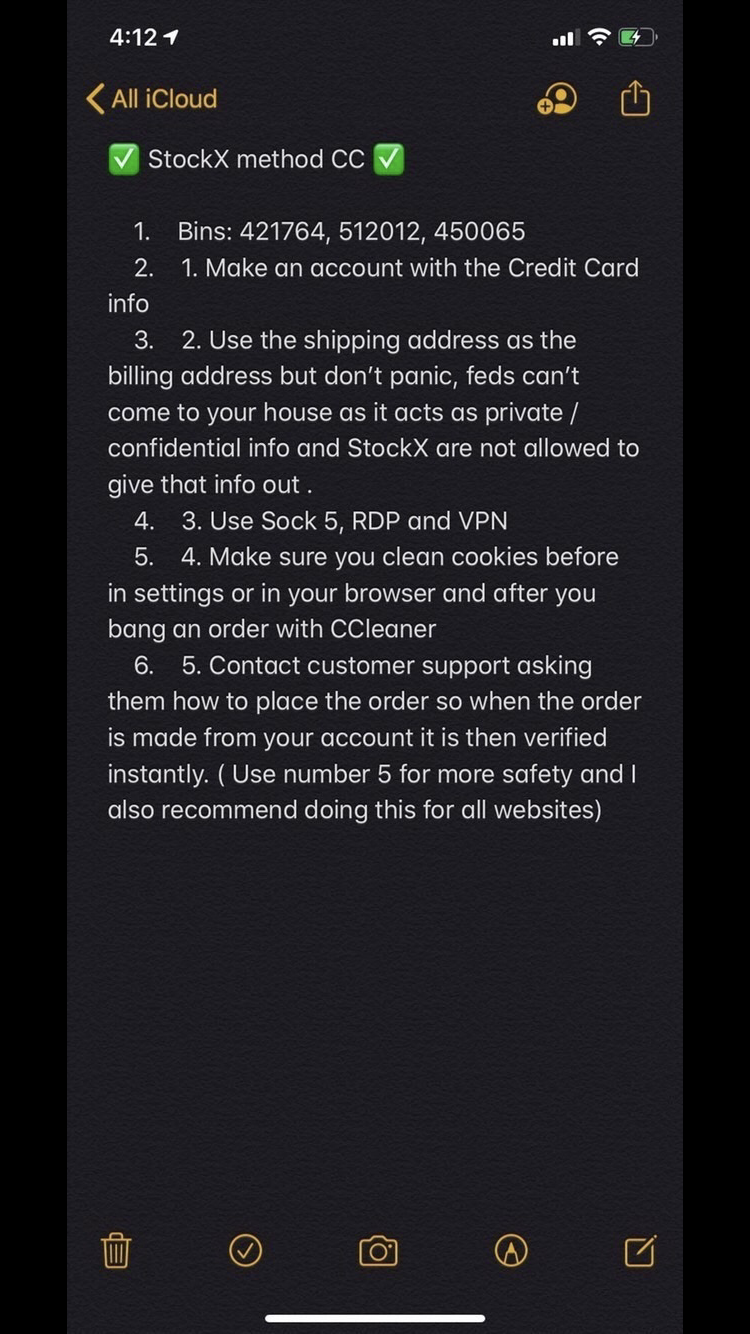 4:12
All iCloud
✅ StockX method CC ✅
1. Bins: 421764, 512012, 450065
2. 1. Make an account with the Credit Card
info
3. 2. Use the shipping address as the
billing address but don’t panic, feds can’t
come to your house as it acts as private /
confidential info and StockX are not allowed to
give that info out .
4. 3. Use Sock 5, RDP and VPN
5. 4. Make sure you clean cookies before
in settings or in your browser and after you
bang an order with CCleaner
6. 5. Contact customer support asking
them how to place the order so when the order
is made from your account it is then verified
instantly. ( Use number 5 for more safety and I
also recommend doing this for all websites)